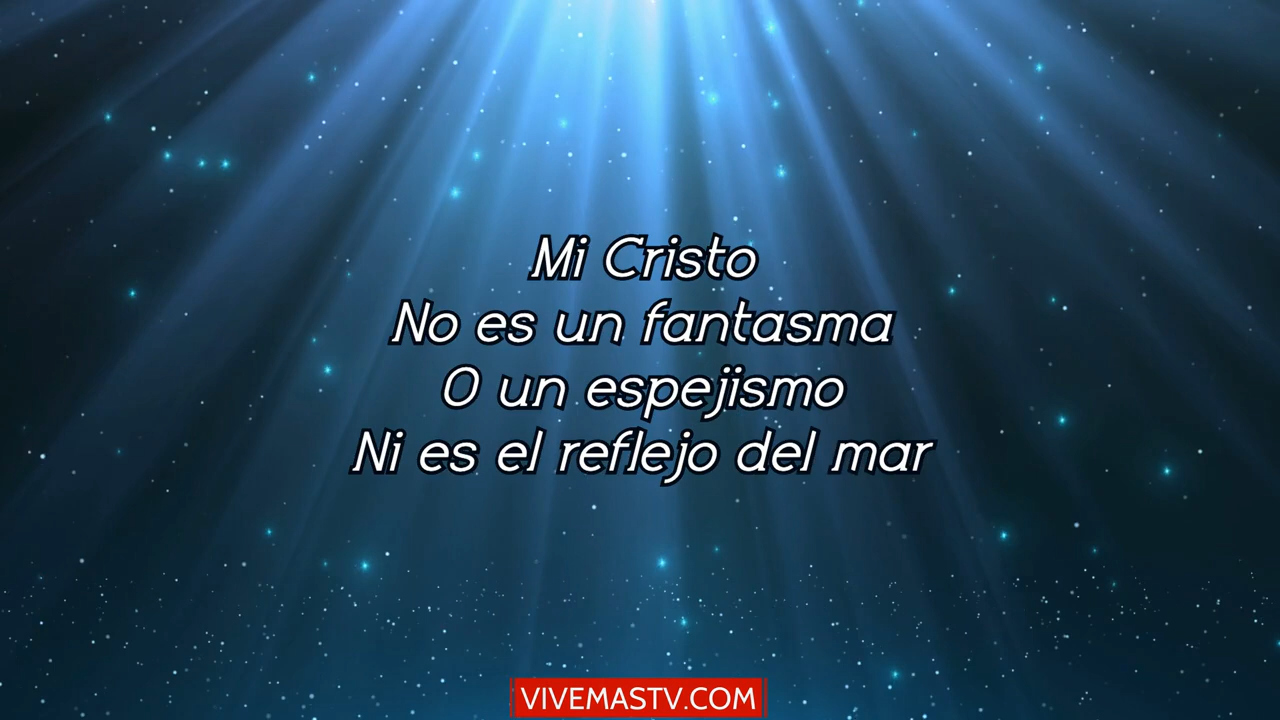 Mi Cristo
No es un fantasma
O un espejismo
Ni es el reflejo del mar
VIVEMASTV.COM